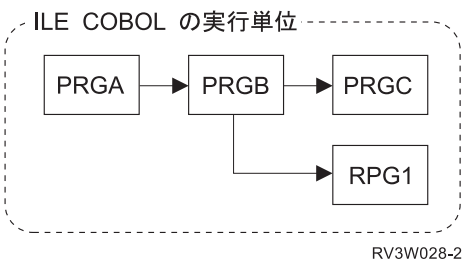 ILE COBOL の実行単位
PRGA
PRGB
PRGC
RPG1
RV3W028-2